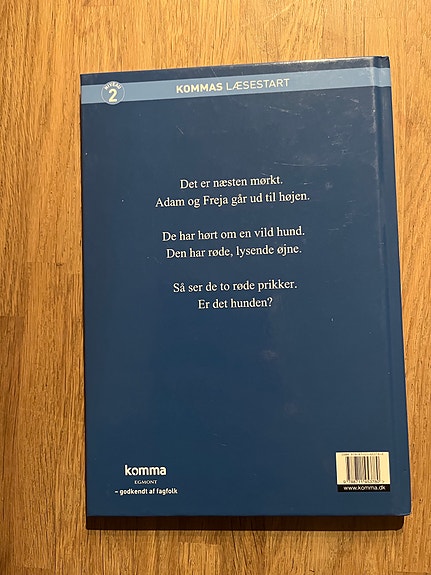 NIVEAU
2
KOMMAS LÆSESTART
Det er næsten mørkt.
Adam og Freja går ud til højen.
De har hørt om en vild hund.
Den har røde, lysende øjne.
Så ser de to røde prikker.
Er det hunden?
komma
EGMONT
– godkendt af fagfolk
www.komma.dk